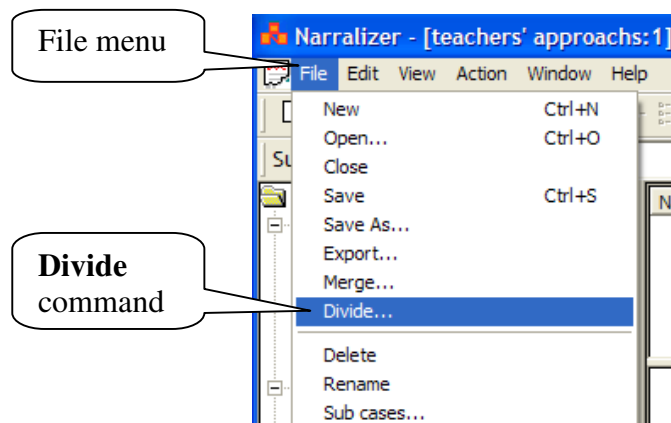 File menu
Narralizer - [teachers' approachs:1]
File Edit View Action Window Help
New Ctrl+N
Open... Ctrl+O
Close
Save Ctrl+S
Save As...
Export...
Merge...
Divide
command
Divide...
Delete
Rename
Sub cases...